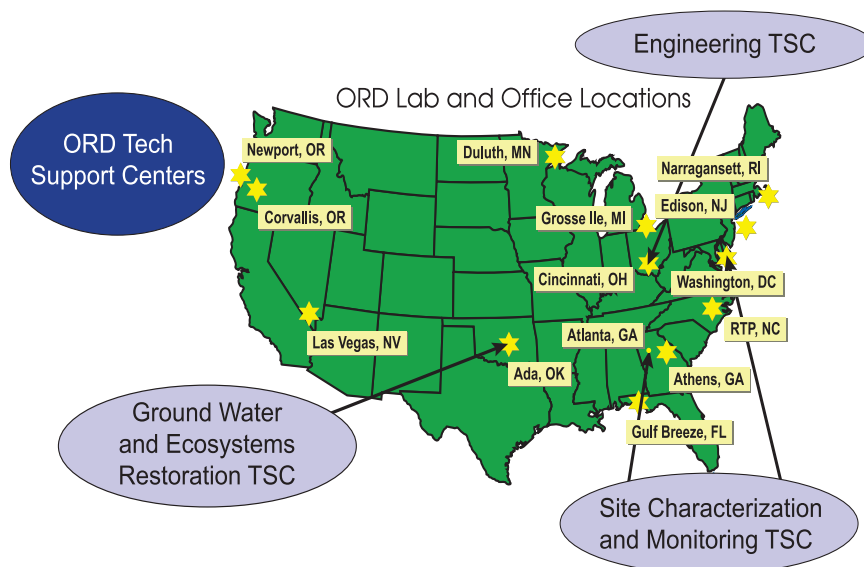 Engineering TSC
ORD Lab and Office Locations
ORD Tech
Support Centers
Newport, OR
Duluth, MN
Narragansett, RI
Corvallis, OR
Edison, NJ
Grosse Ile, MI
Cincinnati, OH
Washington, DC
Las Vegas, NV
Atlanta, GA
RTP, NC
Ada, OK
Athens, GA
Gulf Breeze, FL
Ground Water
and Ecosystems
Restoration TSC
Site Characterization
and Monitoring TSC